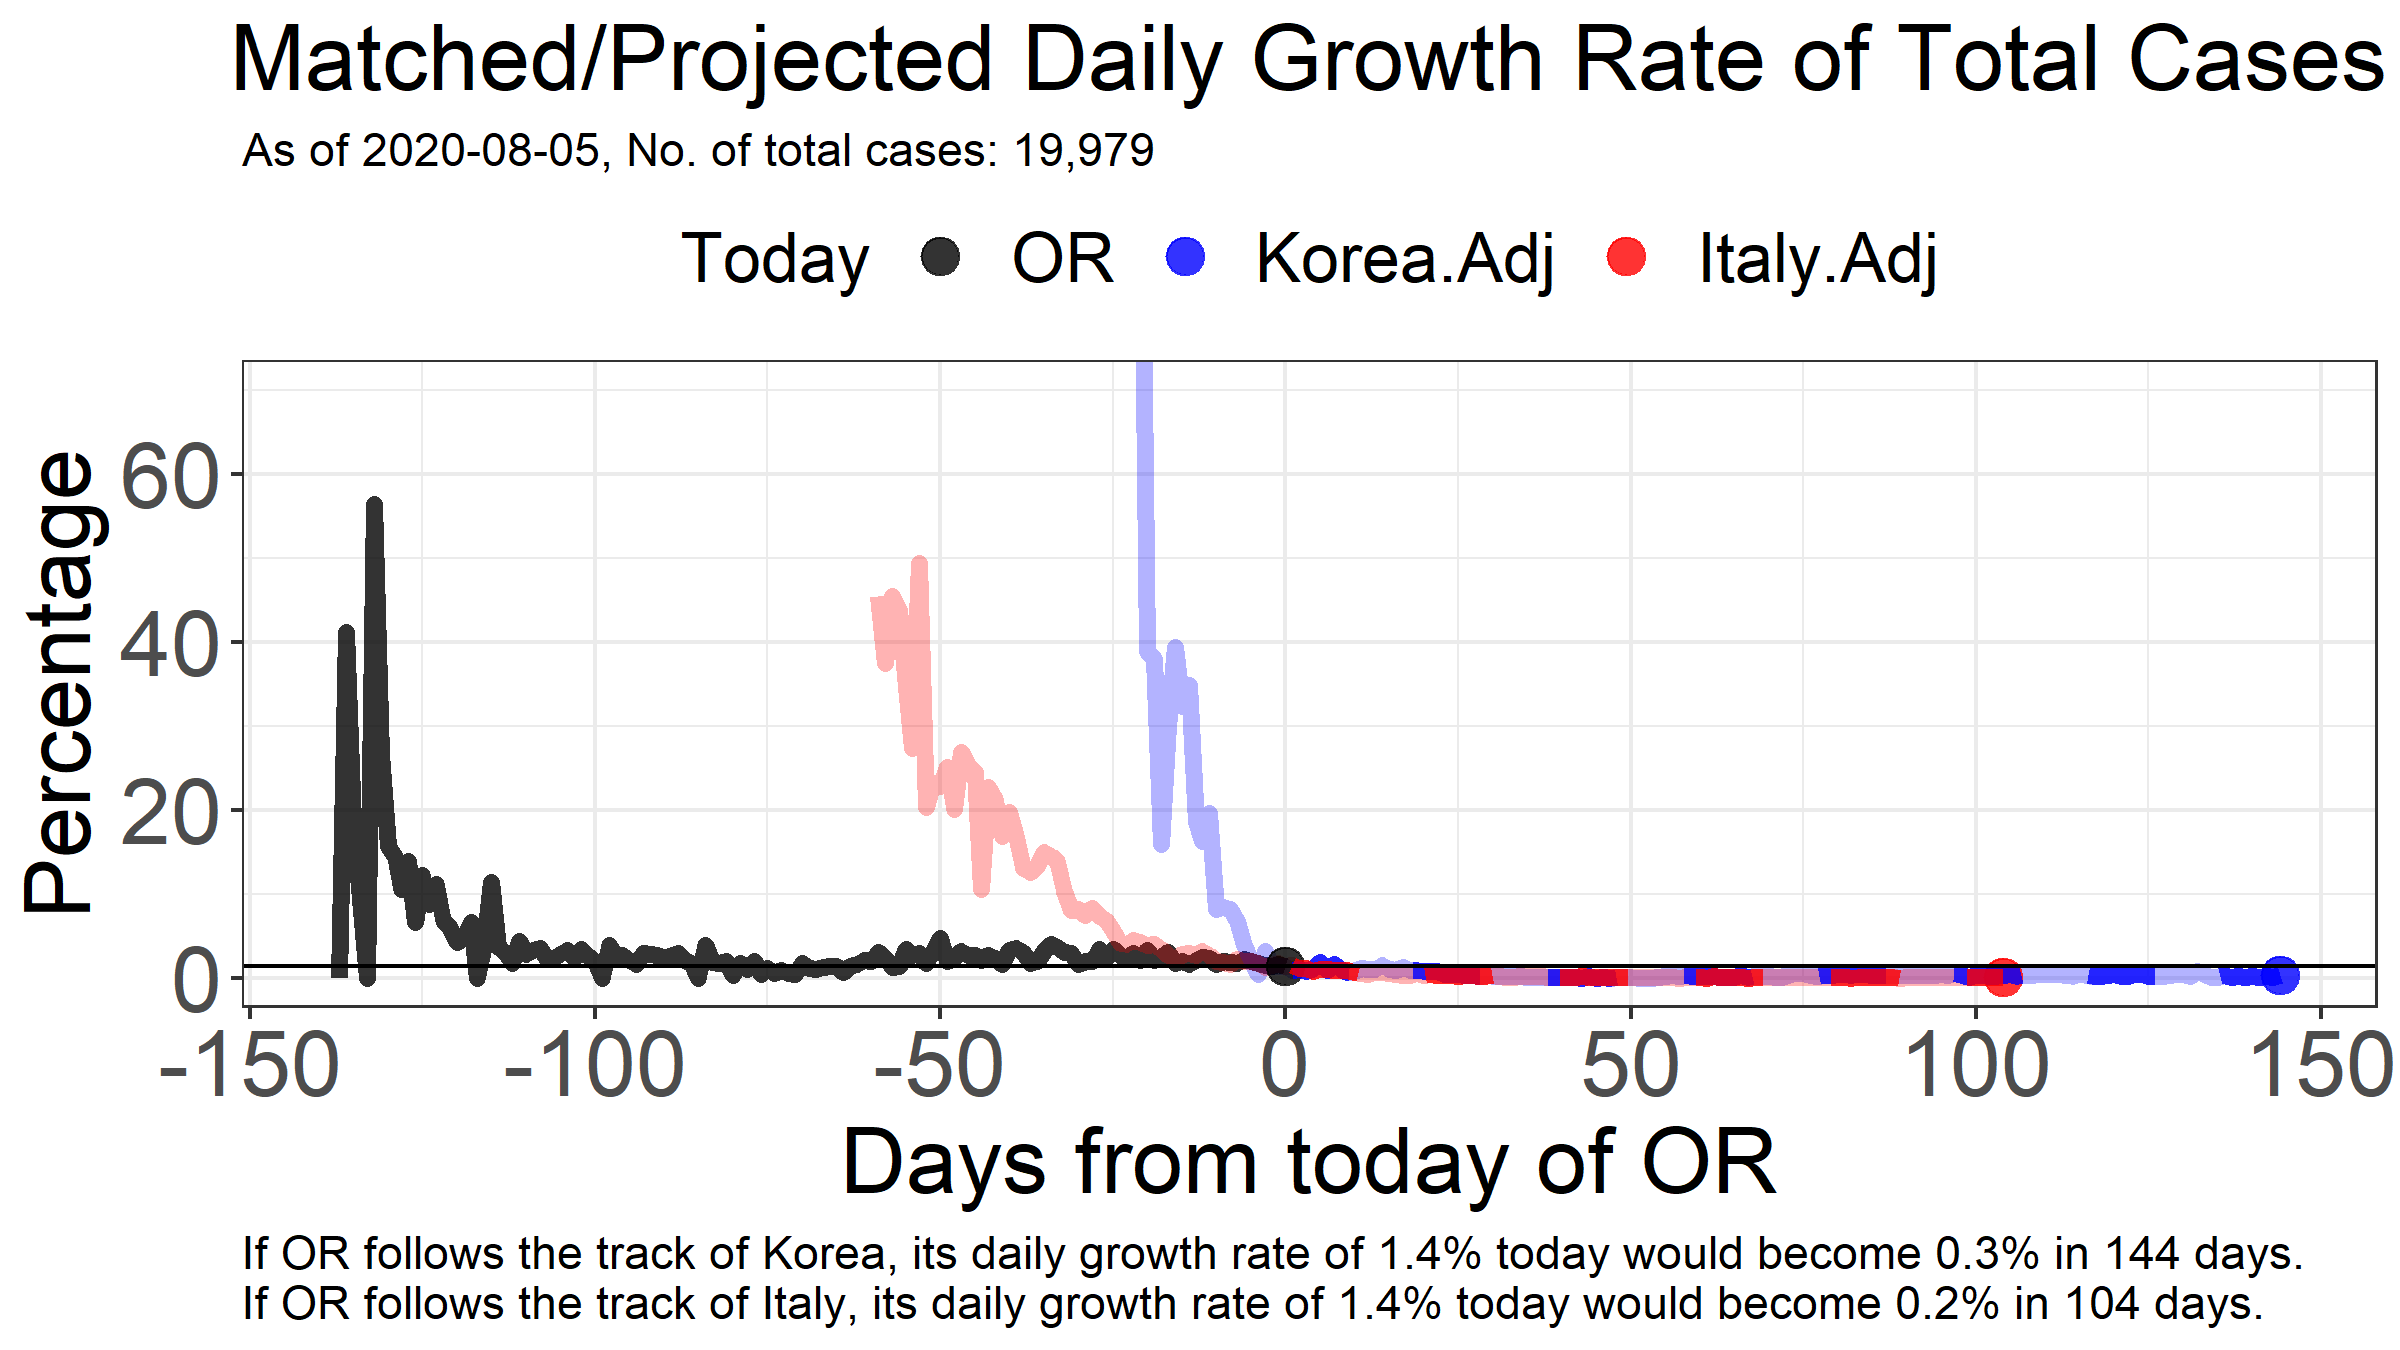 Matched/Projected Daily Growth Rate of Total Cases
As of 2020-08-05, No. of total cases: 19,979
Today OR Korea.Adj Italy.Adj
Percentage
60
40
20
0
-150 -100 -50 0 50 100 150
Days from today of OR
If OR follows the track of Korea, its daily growth rate of 1.4% today would become 0.3% in 144 days.
If OR follows the track of Italy, its daily growth rate of 1.4% today would become 0.2% in 104 days.